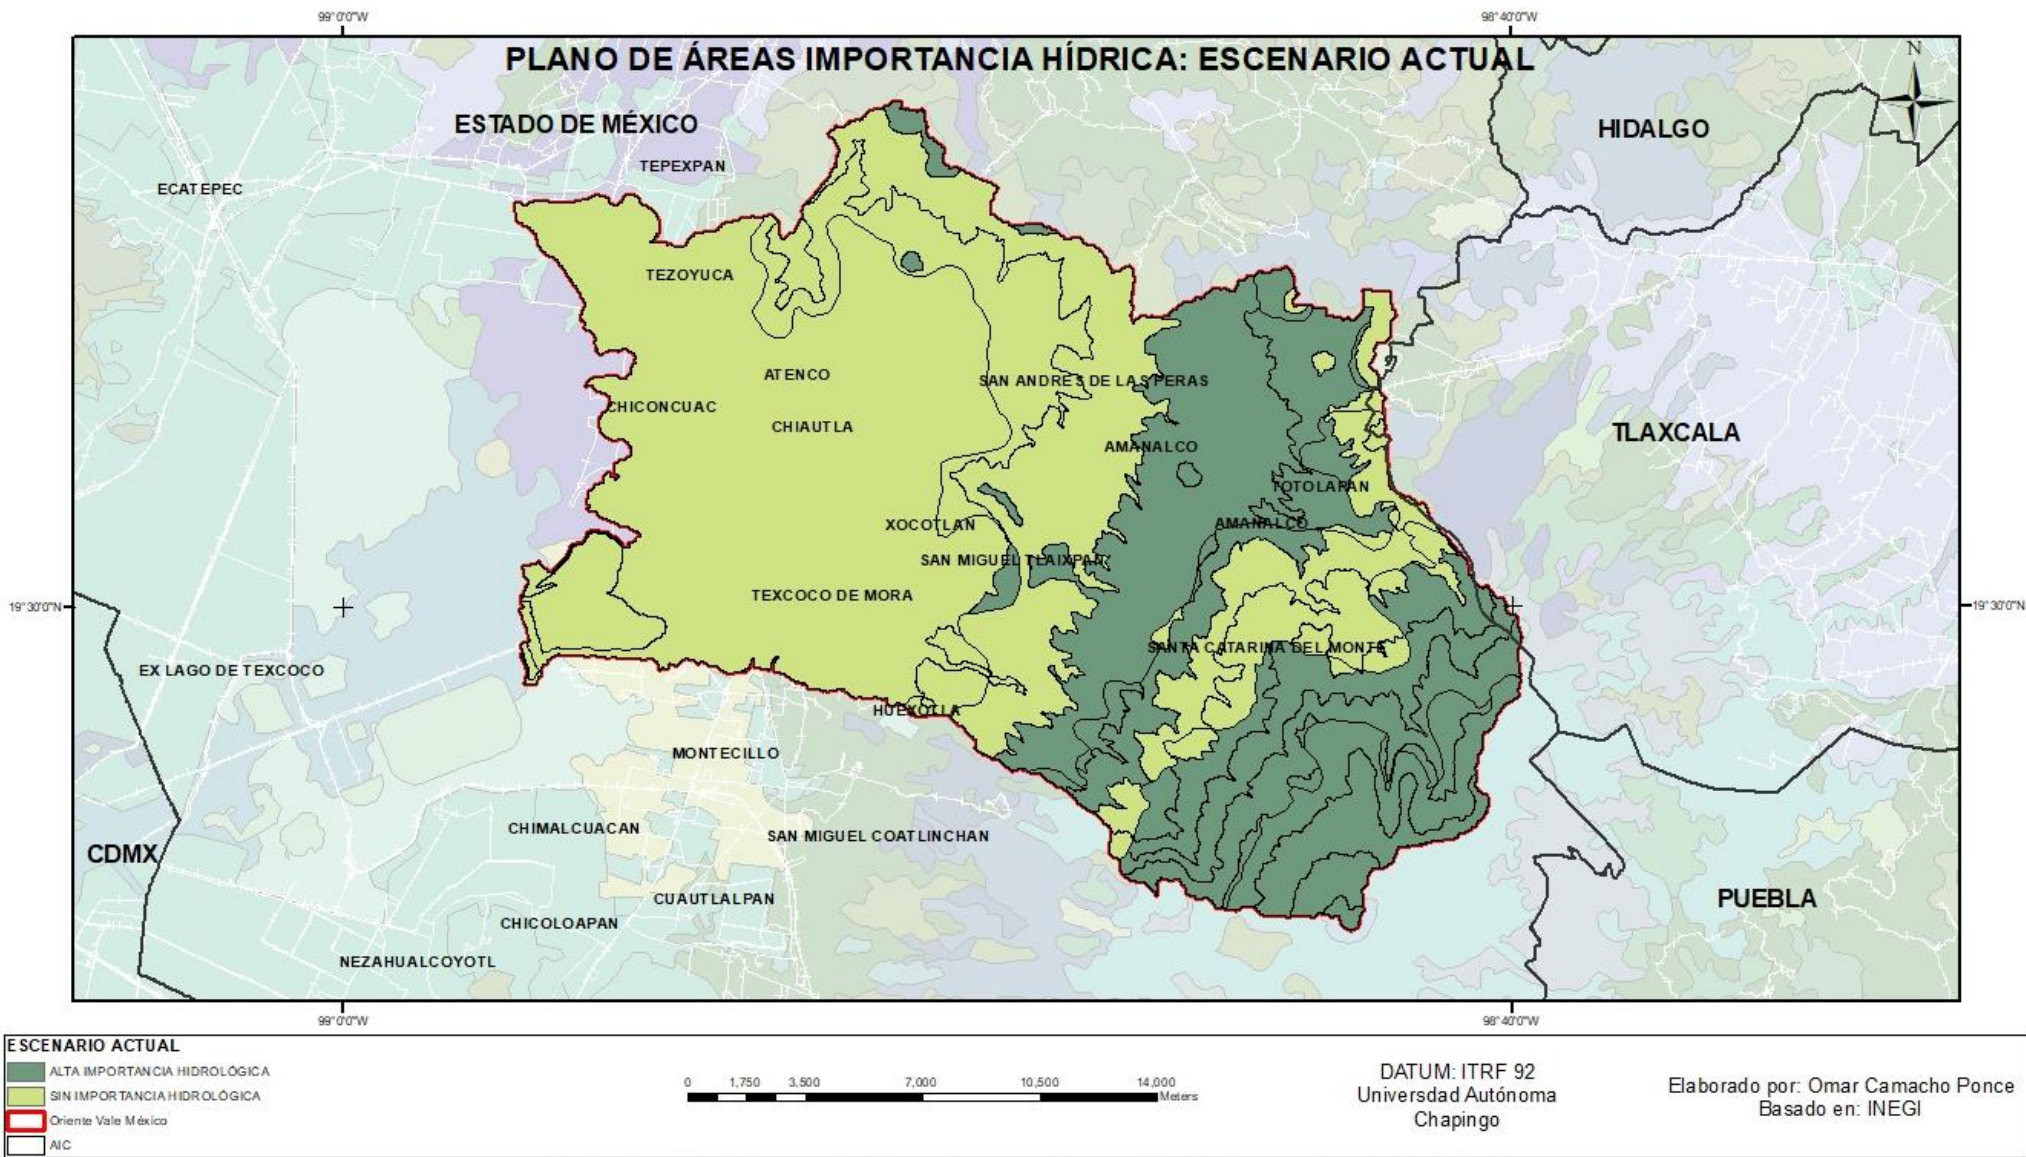 99°0'0"W
98°40'0"W
PLANO DE ÁREAS IMPORTANCIA HÍDRICA: ESCENARIO ACTUAL
N
ESTADO DE MÉXICO
HIDALGO
TEPEXPAN
ECATEPEC
TEZOYUCA
ATENCO
SAN ANDRES DE LAS PERAS
CHICONCUAC
CHIAUTLA
TLAXCALA
AMANALCO
TOTOLAPAN
XOCOTLAN
AMANALCO
SAN MIGUEL TLAIXPAN
TEXCOCO DE MORA
19°30'0"N
19°30'0"N
SANTA CATARINA DEL MONTE
EX LAGO DE TEXCOCO
HUEXOTLA
MONTECILLO
CHIMALCUACAN
SAN MIGUEL COATLINCHAN
CDMX
CUAUTLALPAN
PUEBLA
CHICOLOAPAN
NEZAHUALCOYOTL
99°0'0"W
98°40'0"W
ESCENARIO ACTUAL
ALTA IMPORTANCIA HIDROLÓGICA
SIN IMPORTANCIA HIDROLÓGICA
Oriente Vale México
AIC
0 1,750 3,500 7,000 10,500 14,000
Meters
DATUM: ITRF 92
Universdad Autónoma
Chapingo
Elaborado por: Omar Camacho Ponce
Basado en: INEGI